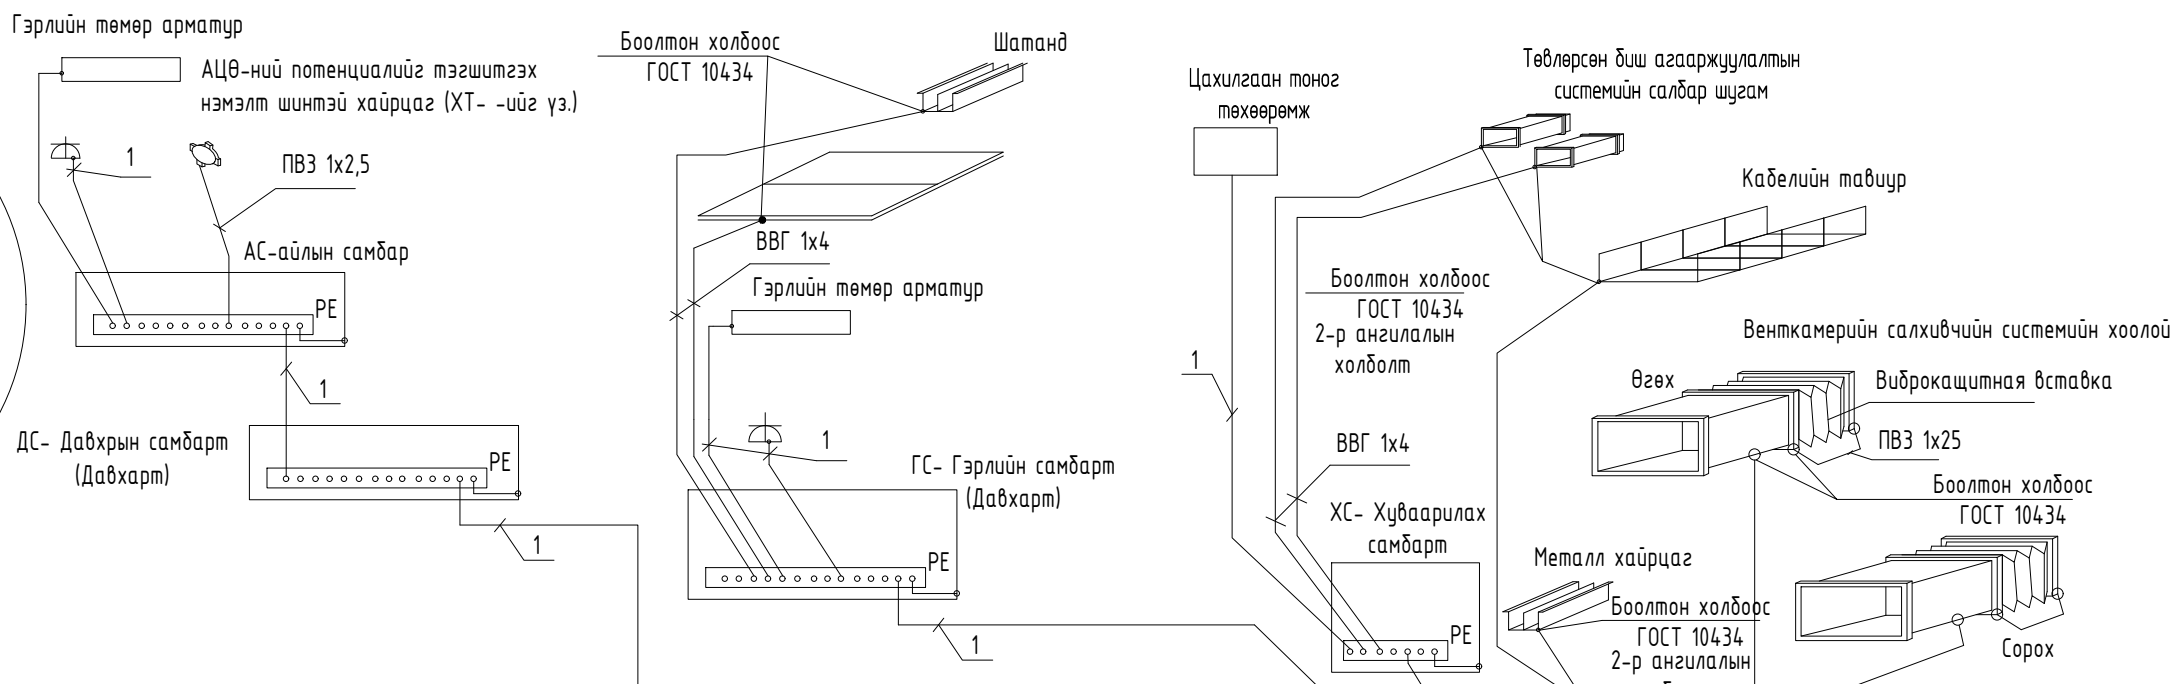 Гэрлийн төмөр арматур
АЦӨ-ний потенциалийг тэгшитгэх
нэмэлт шинтэй хайрцаг (ХТ- -ийг үз.)
1
ПВ3 1х2,5
АС-айлын самбар
PE
1
ДС- Давхрын самбарт
(Давхарт)
PE
1
Боолтон холбоос
ГОСТ 10434
Шатанд
ВВГ 1х4
Гэрлийн төмөр арматур
1
ГС- Гэрлийн самбарт
(Давхарт)
PE
1
Цахилгаан тоног
төхөөрөмж
1
Төвлөрсөн биш агааржуулалтын
системийн салбар шугам
Кабелийн тавиур
Боолтон холбоос
ГОСТ 10434
2-р ангилалын
холболт
ВВГ 1х4
ХС- Хуваарилах
самбарт
PE
Венткамерийн салхивчийн системийн хоолой
Өгөх
Виброкащитная вставка
ПВ3 1х25
Боолтон холбоос
ГОСТ 10434
Металл хайрцаг
Боолтон холбоос
ГОСТ 10434
2-р ангилалын
Сорох